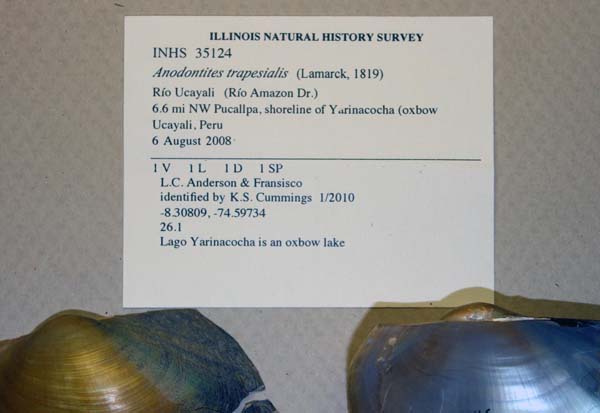 ILLINOIS NATURAL HISTORY SURVEY
INHS 35124
Anodontites trapesialis (Lamarck, 1819)
Río Ucayali (Río Amazon Dr.)
6.6 mi NW Pucallpa, shoreline of Yarinacocha (oxbow
Ucayali, Peru
6 August 2008
1 V 1 L 1 D 1 SP
L.C. Anderson & Fransisco
identified by K.S. Cummings 1/2010
-8.30809, -74.59734
26.1
Lago Yarinacocha is an oxbow lake